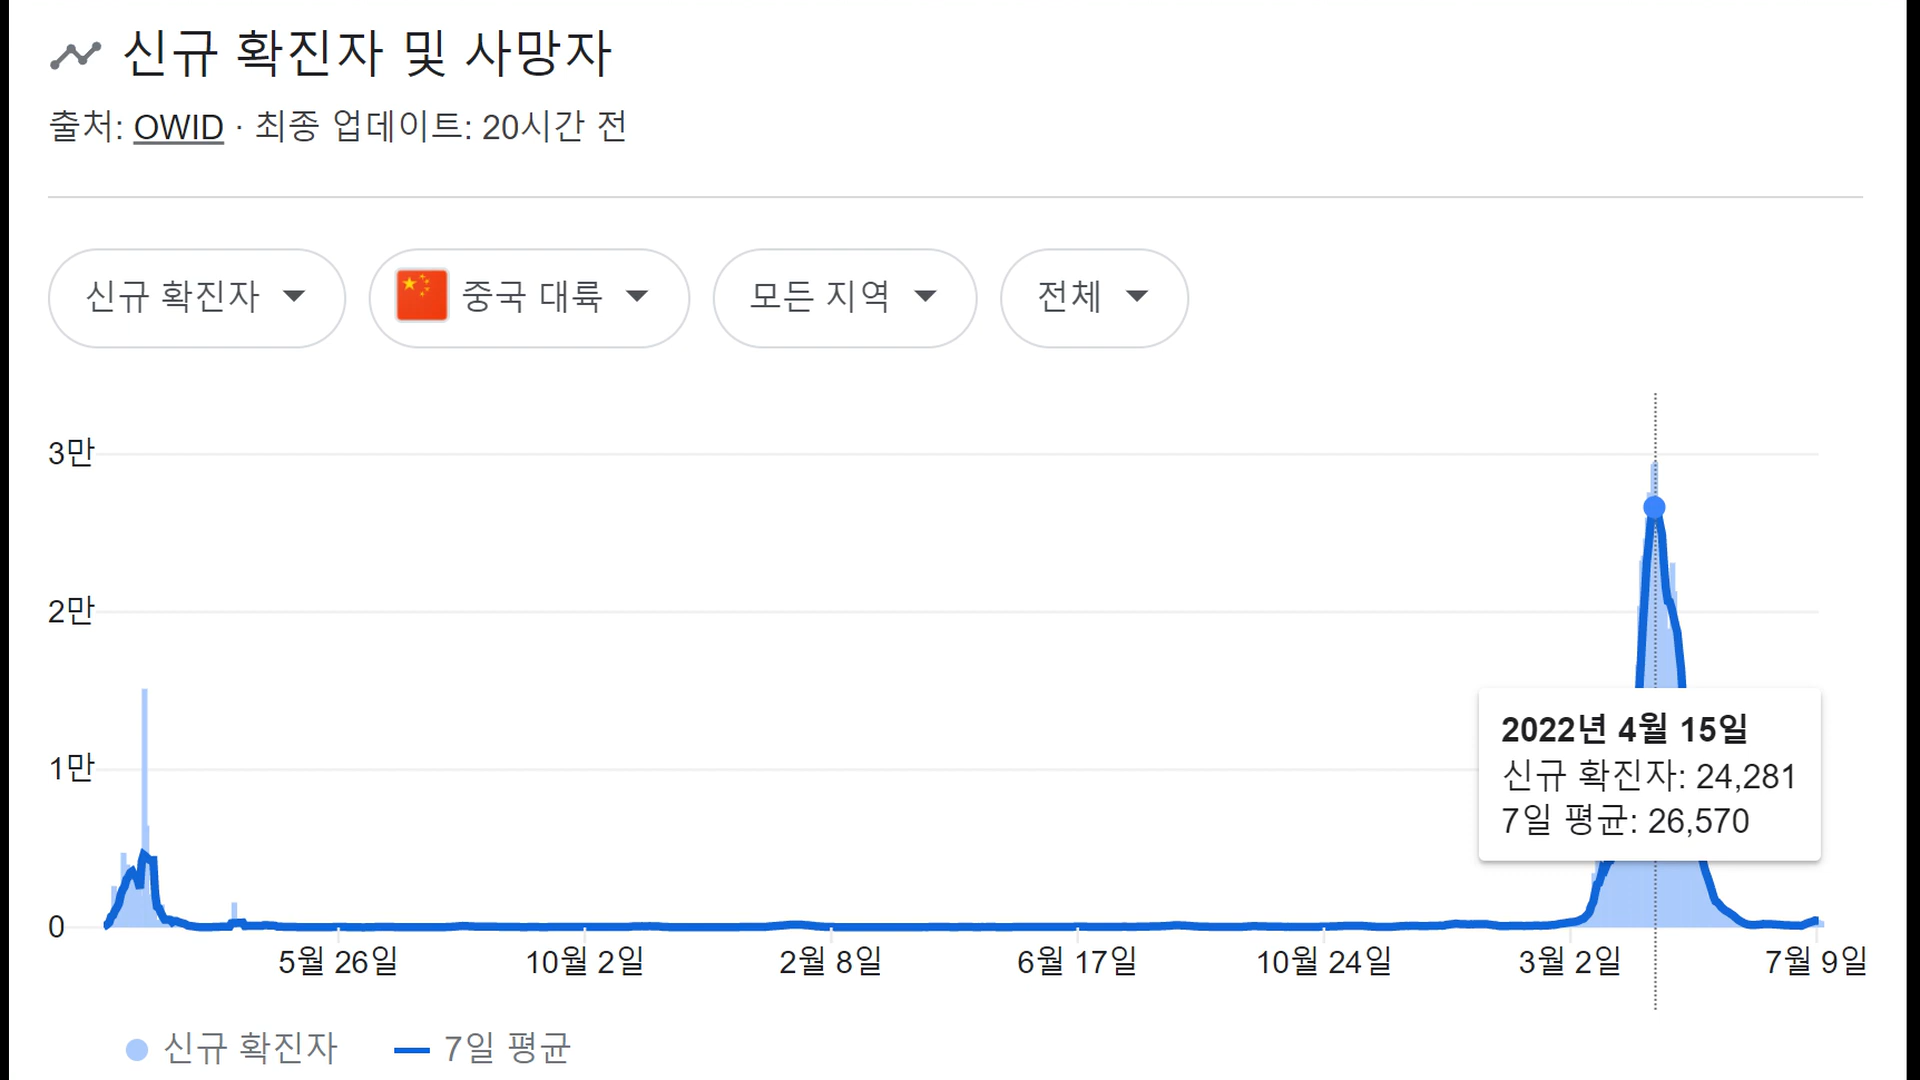 신규 확진자 및 사망자
출처: OWID · 최종 업데이트: 20시간 전
신규 확진자 중국 대륙 모든 지역 전체
3만
2만
1만
0
2022년 4월 15일
신규 확진자: 24,281
7일 평균: 26,570
5월 26일 10월 2일 2월 8일 6월 17일 10월 24일 3월 2일 7월 9일
신규 확진자 7일 평균